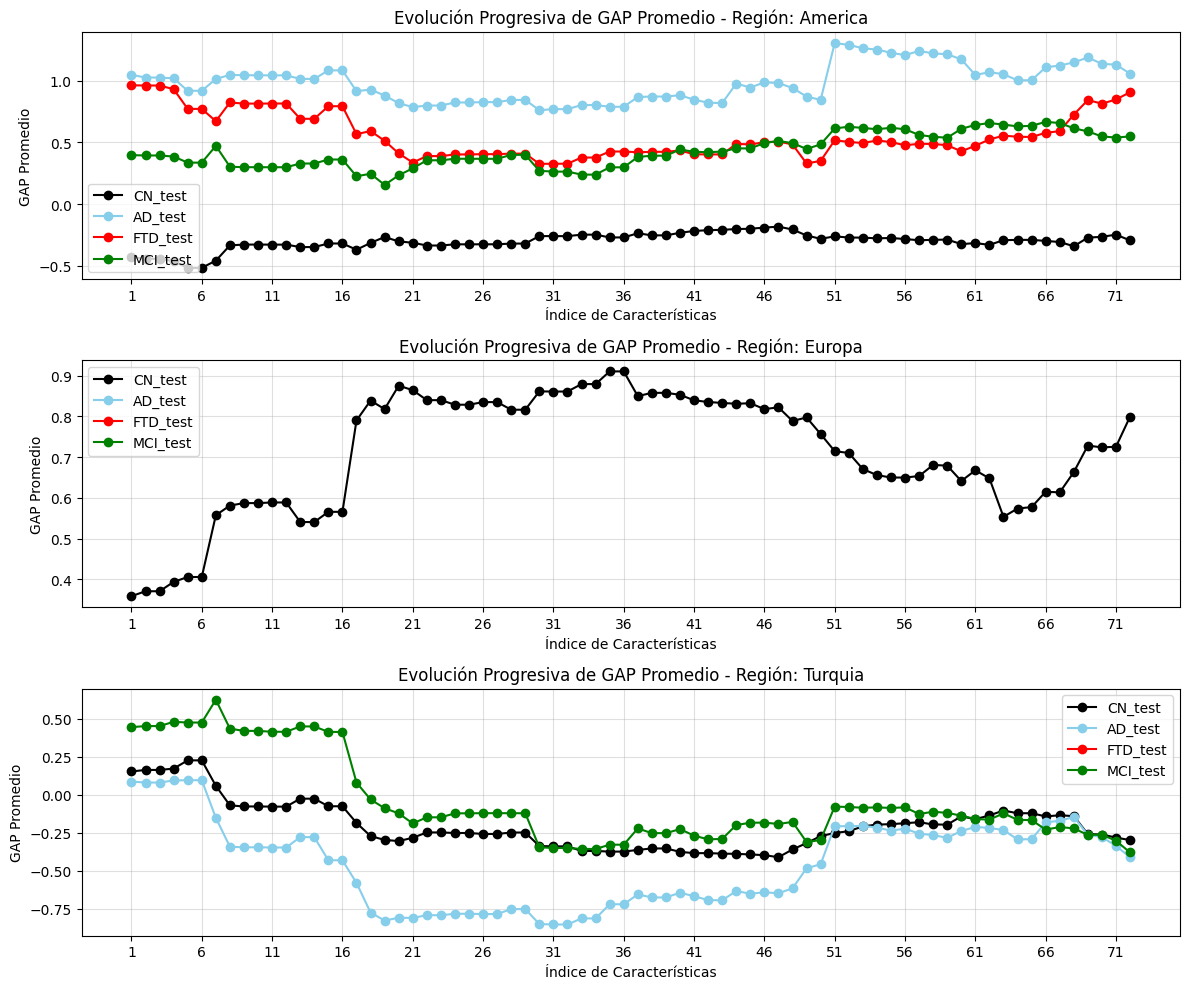 Evolución Progresiva de GAP Promedio - Región: America
GAP Promedio
1.0
0.5
0.0
−0.5
CN_test
AD_test
FTD_test
MCI_test
1 6 11 16 21 26 31 36 41 46 51 56 61 66 71
Índice de Características
Evolución Progresiva de GAP Promedio - Región: Europa
GAP Promedio
0.9
0.8
0.7
0.6
0.5
0.4
CN_test
AD_test
FTD_test
MCI_test
1 6 11 16 21 26 31 36 41 46 51 56 61 66 71
Índice de Características
Evolución Progresiva de GAP Promedio - Región: Turquia
GAP Promedio
0.50
0.25
0.00
−0.25
−0.50
−0.75
CN_test
AD_test
FTD_test
MCI_test
1 6 11 16 21 26 31 36 41 46 51 56 61 66 71
Índice de Características